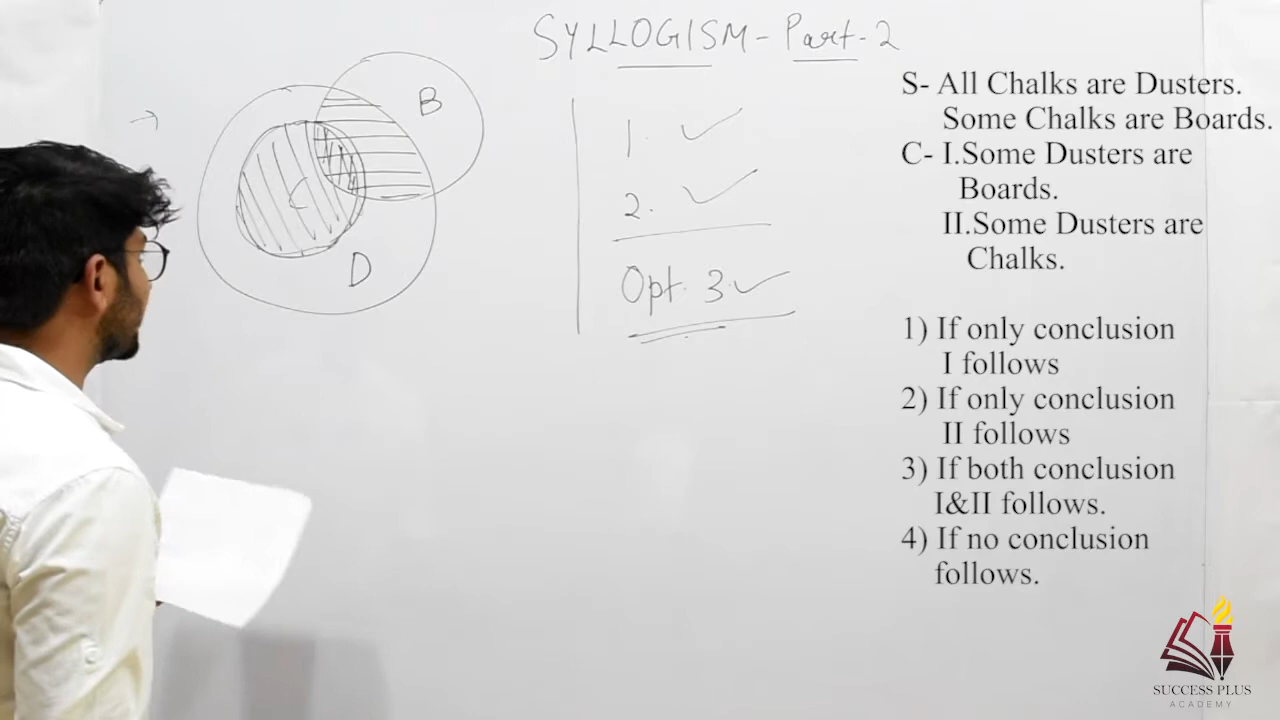 SYLLOGISM - Part - 2
B
C
D
1. ✓
2. ✓
Opt. 3. ✓
S- All Chalks are Dusters.
Some Chalks are Boards.
C- I.Some Dusters are
Boards.
II.Some Dusters are
Chalks.
1) If only conclusion
I follows
2) If only conclusion
II follows
3) If both conclusion
I&II follows.
4) If no conclusion
follows.
SUCCESS PLUS
ACADEMY